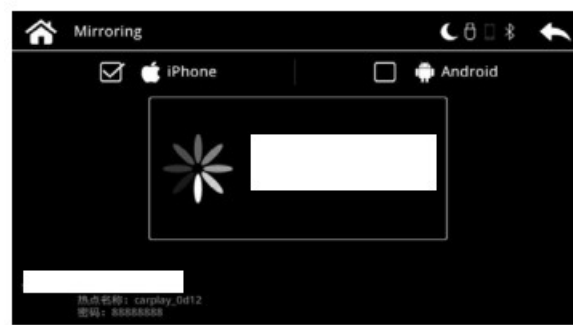 Mirroring
iPhone
Android
热点名称: carplay_0d12
密码: 88888888